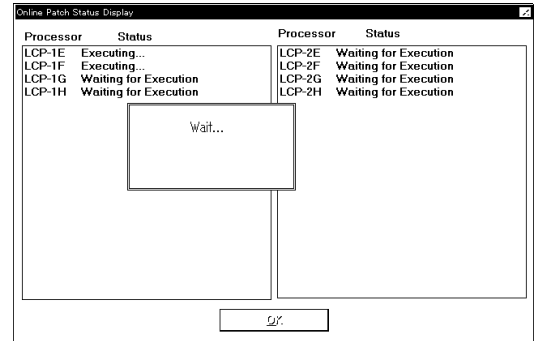 Online Patch Status Display
Processor Status
LCP-1E Executing...
LCP-1F Executing...
LCP-1G Waiting for Execution
LCP-1H Waiting for Execution
Processor Status
LCP-2E Waiting for Execution
LCP-2F Waiting for Execution
LCP-2G Waiting for Execution
LCP-2H Waiting for Execution
Wait...
OK